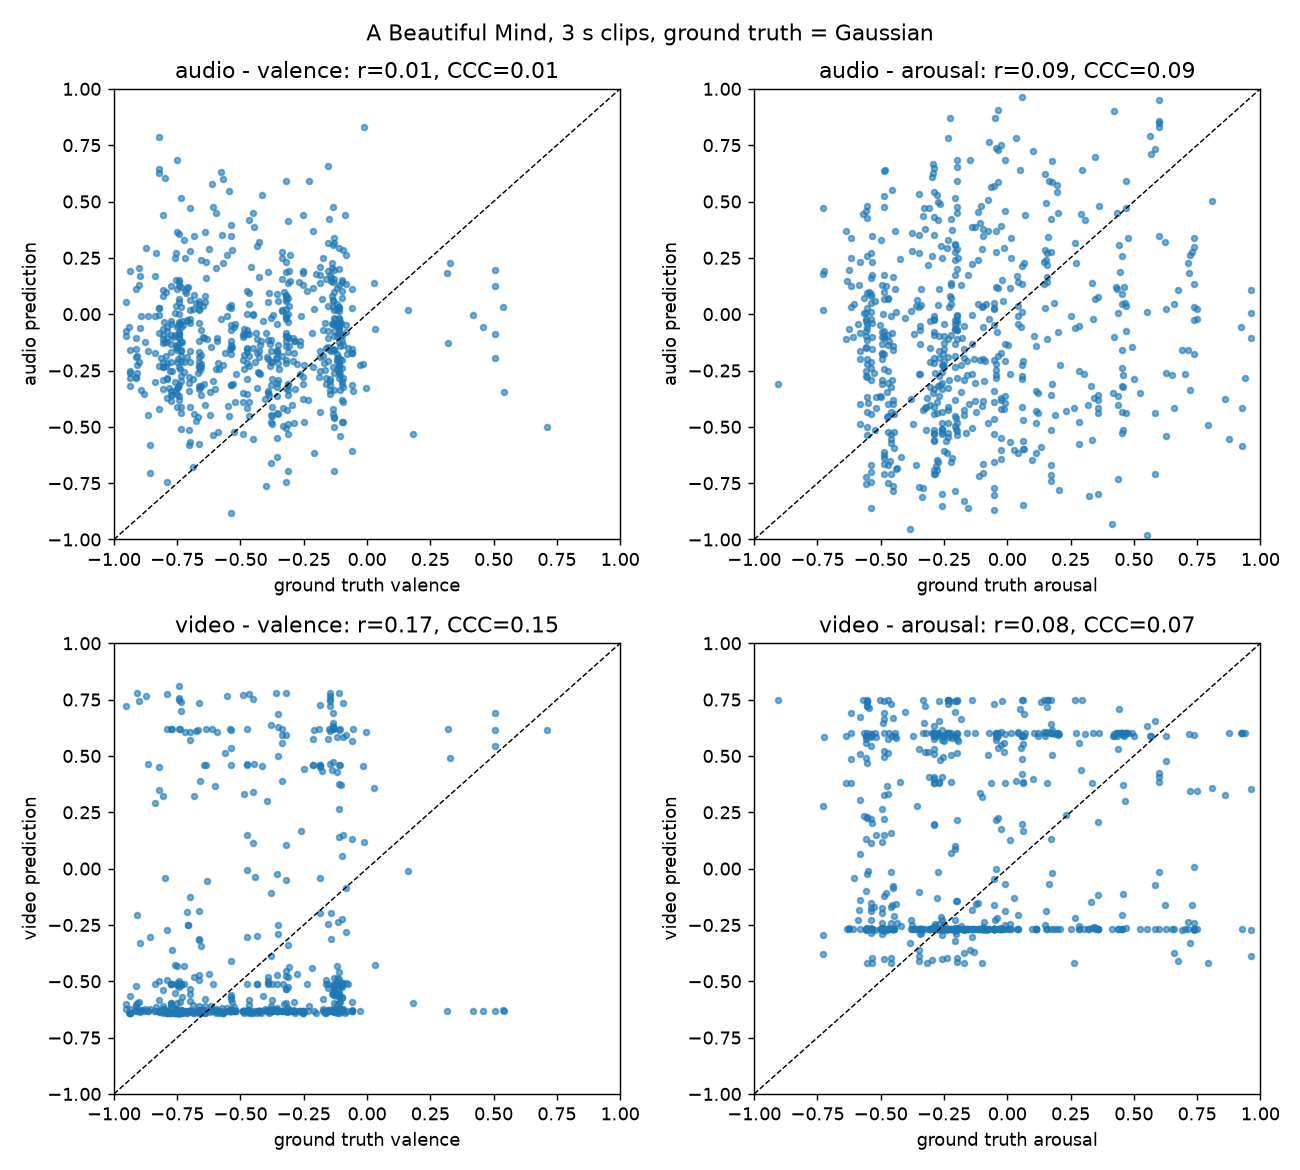 A Beautiful Mind, 3 s clips, ground truth = Gaussian
audio - valence: r=0.01, CCC=0.01
1.00
0.75
0.50
0.25
0.00
−0.25
−0.50
−0.75
−1.00
audio prediction
−1.00 −0.75 −0.50 −0.25 0.00 0.25 0.50 0.75 1.00
ground truth valence
audio - arousal: r=0.09, CCC=0.09
1.00
0.75
0.50
0.25
0.00
−0.25
−0.50
−0.75
−1.00
audio prediction
−1.00 −0.75 −0.50 −0.25 0.00 0.25 0.50 0.75 1.00
ground truth arousal
video - valence: r=0.17, CCC=0.15
1.00
0.75
0.50
0.25
0.00
−0.25
−0.50
−0.75
−1.00
video prediction
−1.00 −0.75 −0.50 −0.25 0.00 0.25 0.50 0.75 1.00
ground truth valence
video - arousal: r=0.08, CCC=0.07
1.00
0.75
0.50
0.25
0.00
−0.25
−0.50
−0.75
−1.00
video prediction
−1.00 −0.75 −0.50 −0.25 0.00 0.25 0.50 0.75 1.00
ground truth arousal